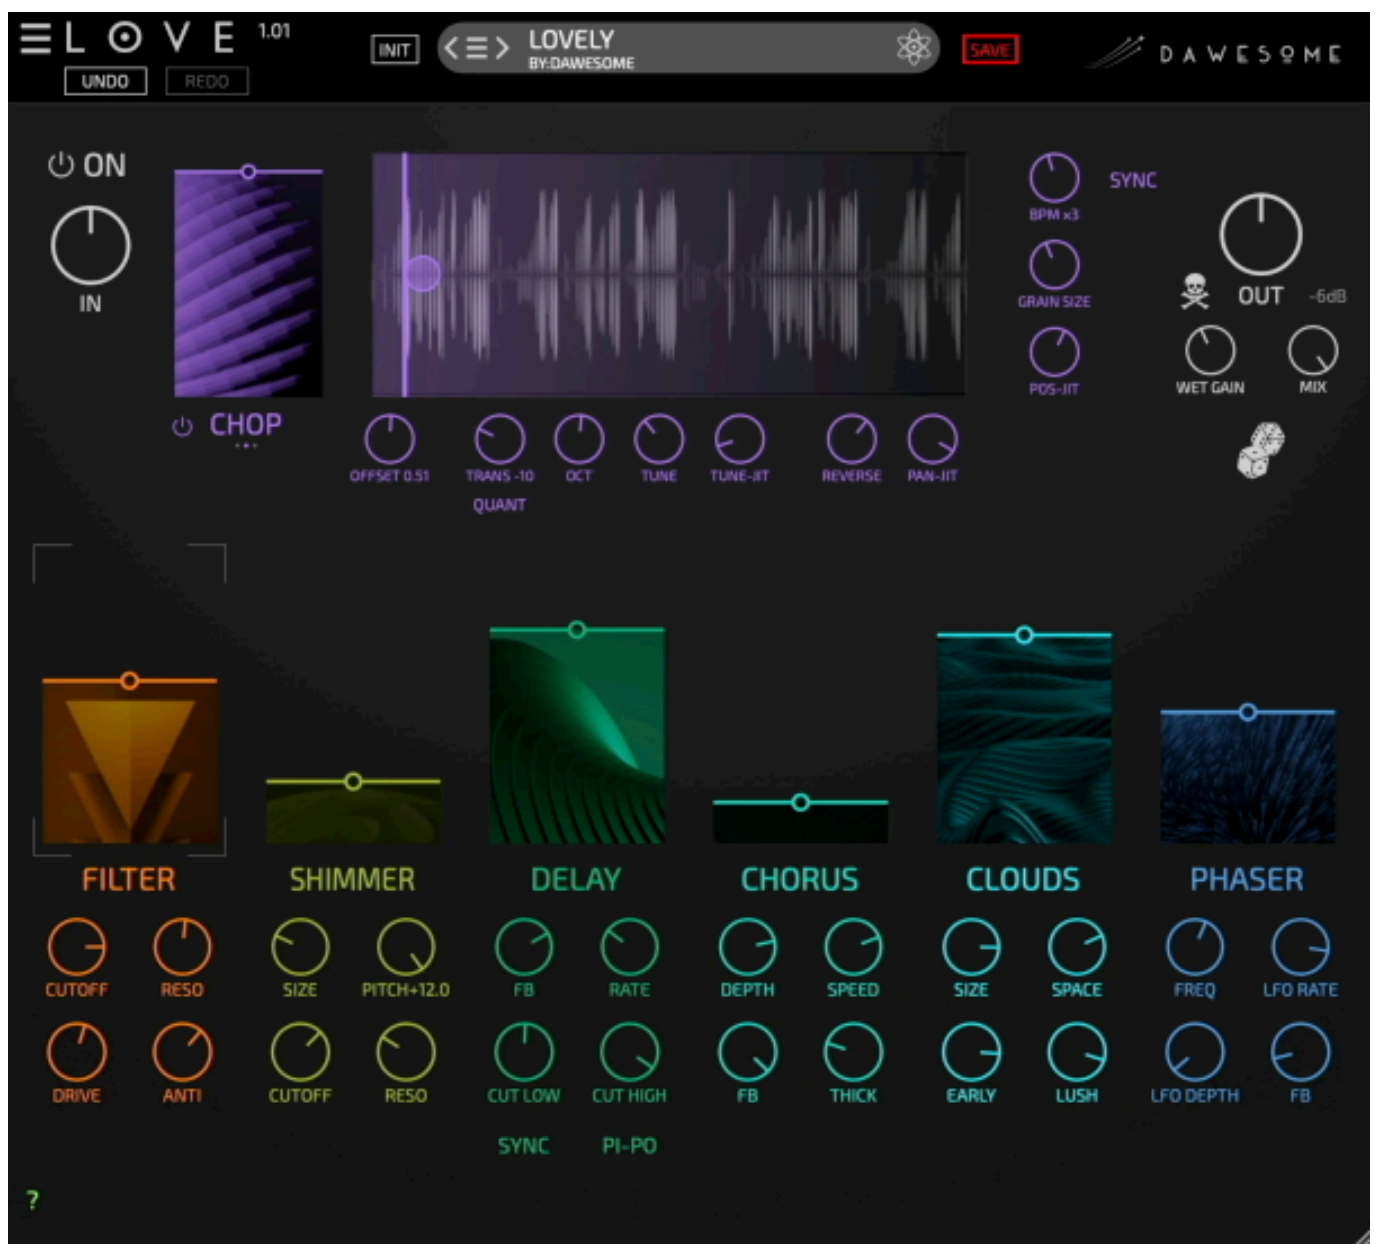 LOVE 1.01
INIT
LOVELY
BY:DAWESOME
SAVE
DAWESOME
UNDO REDO
ON
SYNC
BPM x3
IN
GRAIN SIZE
OUT -6dB
POS-JIT
WET GAIN MIX
CHOP
OFFSET 0.51 TRANS -10 OCT TUNE TUNE-JIT REVERSE PAN-JIT
QUANT
FILTER SHIMMER DELAY CHORUS CLOUDS PHASER
CUTOFF RESO SIZE PITCH+12.0 FB RATE DEPTH SPEED SIZE SPACE FREQ LFO RATE
DRIVE ANTI CUTOFF RESO CUT LOW CUT HIGH FB THICK EARLY LUSH LFO DEPTH FB
SYNC PI-PO
?